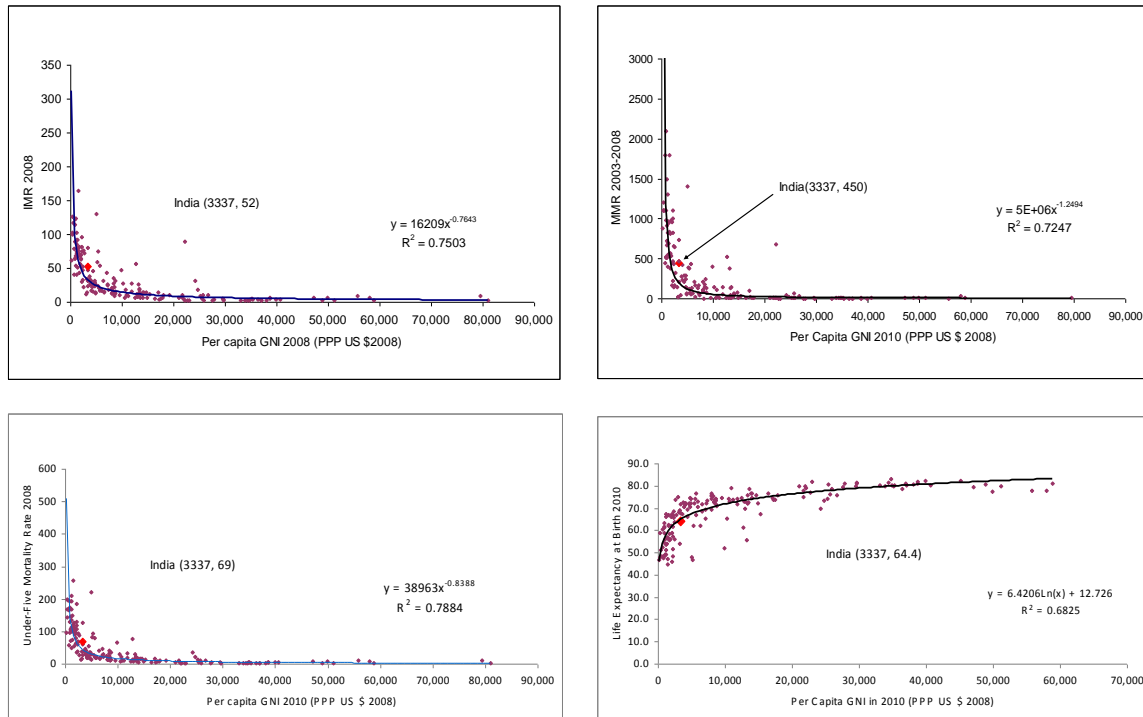 IMR 2008
350
300
250
200
150
100
50
0
India (3337, 52)
y = 16209x^-0.7643
R² = 0.7503
0 10,000 20,000 30,000 40,000 50,000 60,000 70,000 80,000 90,000
Per capita GNI 2008 (PPP US $2008)
MMR 2003-2008
3000
2500
2000
1500
1000
500
0
India(3337, 450)
y = 5E+06x^-1.2494
R² = 0.7247
0 10,000 20,000 30,000 40,000 50,000 60,000 70,000 80,000 90,000
Per Capita GNI 2010 (PPP US $ 2008)
Under-Five Mortality Rate 2008
600
500
400
300
200
100
0
India (3337, 69)
y = 38963x^-0.8388
R² = 0.7884
0 10,000 20,000 30,000 40,000 50,000 60,000 70,000 80,000 90,000
Per capita GNI 2010 (PPP US $ 2008)
Life Expectancy at Birth 2010
90.0
80.0
70.0
60.0
50.0
40.0
30.0
20.0
10.0
0.0
India (3337, 64.4)
y = 6.4206Ln(x) + 12.726
R² = 0.6825
0 10,000 20,000 30,000 40,000 50,000 60,000 70,000
Per Capita GNI in 2010 (PPP US $ 2008)